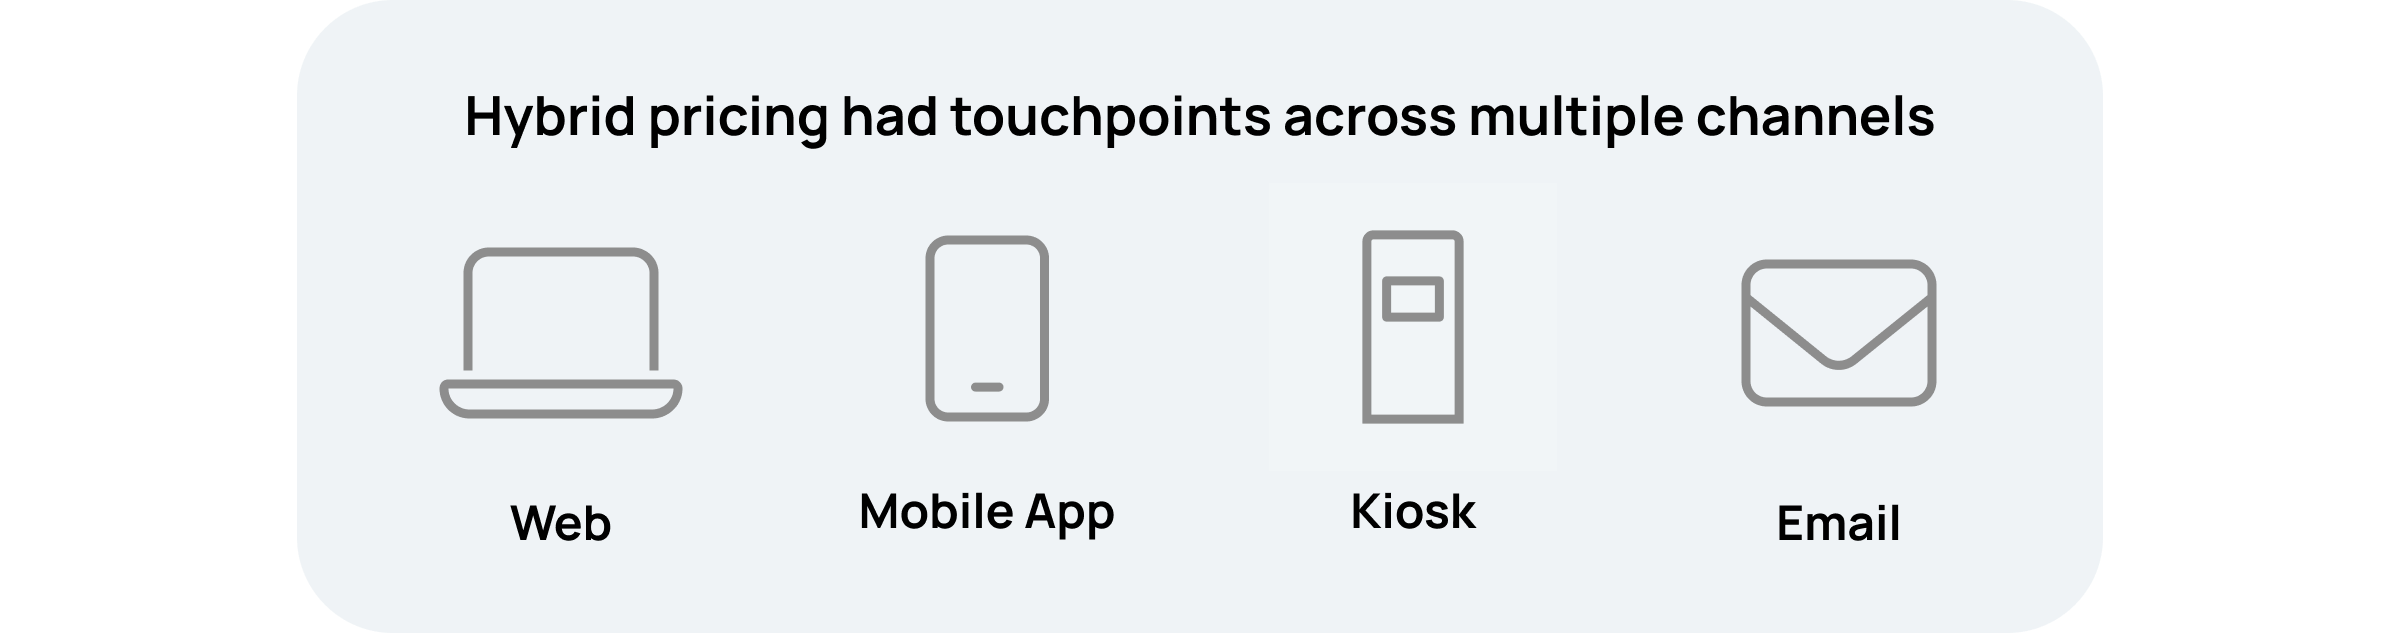 Hybrid pricing had touchpoints across multiple channels
Web
Mobile App
Kiosk
Email